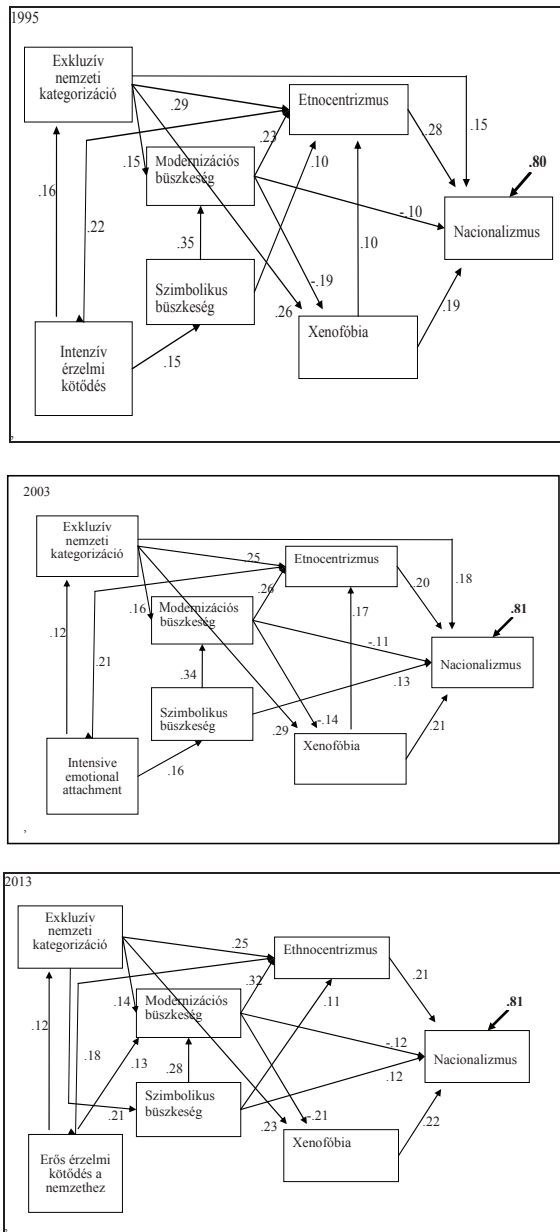 1995
Exkluzív
nemzeti
kategorizáció
.29
Etnocentrizmus
.15
.28
.23
.15
Modernizációs
büszkeség
.10
.80
.16
.22
-.10
Nacionalizmus
.35
.10
Szimbolikus
büszkeség
-.19
.26
Xenofóbia
.19
Intenzív
érzelmi
kötődés
.15
2003
Exkluzív
nemzeti
kategorizáció
.25
Etnocentrizmus
.18
.20
.26
.16
Modernizációs
büszkeség
.17
.81
.12
.21
-.11
Nacionalizmus
.34
.13
Szimbolikus
büszkeség
-.14
.29
Xenofóbia
.21
Intensive
emotional
attachment
.16
,
2013
Exkluzív
nemzeti
kategorizáció
.25
Ethnocentrizmus
.21
.32
.14
Modernizációs
büszkeség
.11
.81
.12
.18
.13
-.12
Nacionalizmus
.28
.12
Szimbolikus
büszkeség
.21
-.21
.23
Xenofóbia
.22
Erős érzelmi
kötődés a
nemzethez